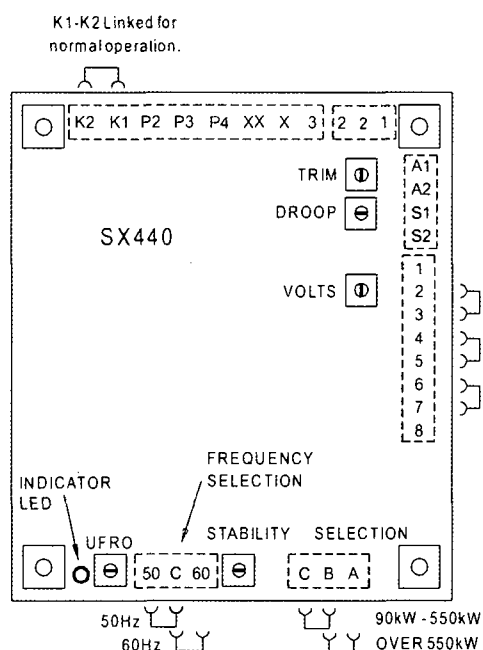 K1-K2 Linked for
normal operation.
K2 K1 P2 P3 P4 XX X 3 2 2 1
TRIM
A1
A2
DROOP
S1
S2
SX440
1
VOLTS
2
3
4
5
6
7
8
FREQUENCY
SELECTION
INDICATOR
LED
UFRO
STABILITY SELECTION
50 C 60
C B A
50Hz
90kW - 550kW
60Hz
OVER 550kW